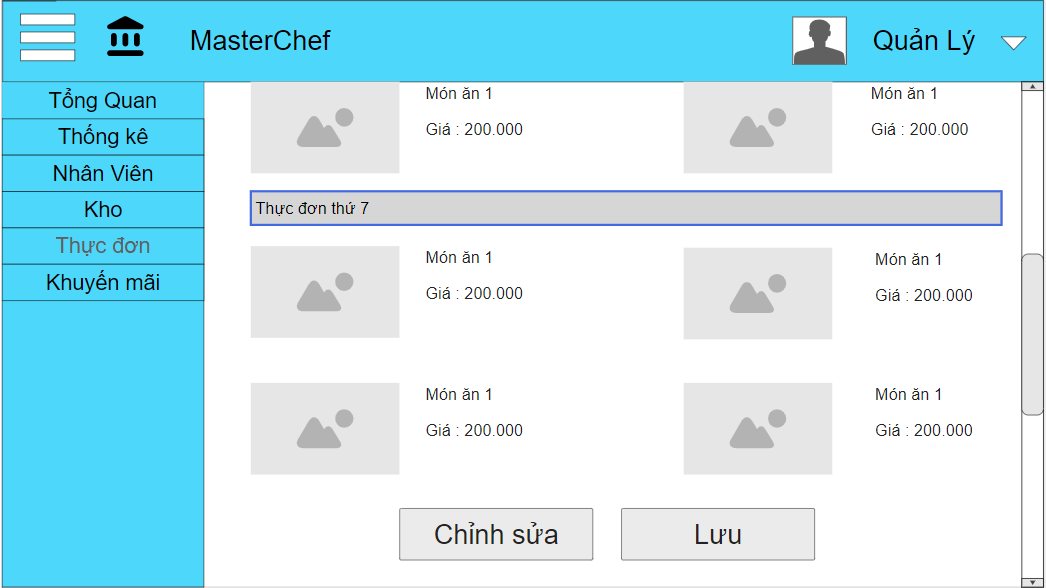 MasterChef
Quản Lý
Tổng Quan
Thống kê
Nhân Viên
Kho
Thực đơn
Khuyến mãi
Món ăn 1
Giá : 200.000
Món ăn 1
Giá : 200.000
Thực đơn thứ 7
Món ăn 1
Giá : 200.000
Món ăn 1
Giá : 200.000
Món ăn 1
Giá : 200.000
Món ăn 1
Giá : 200.000
Chỉnh sửa
Lưu